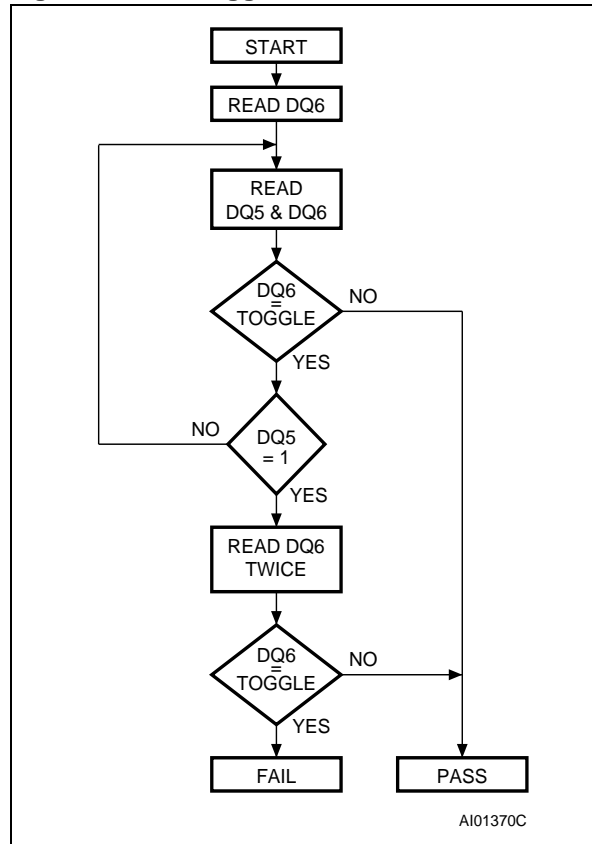 START
READ DQ6
READ
DQ5 & DQ6
DQ6
=
TOGGLE
NO
YES
NO
DQ5
= 1
YES
READ DQ6
TWICE
DQ6
=
TOGGLE
NO
YES
FAIL
PASS
AI01370C